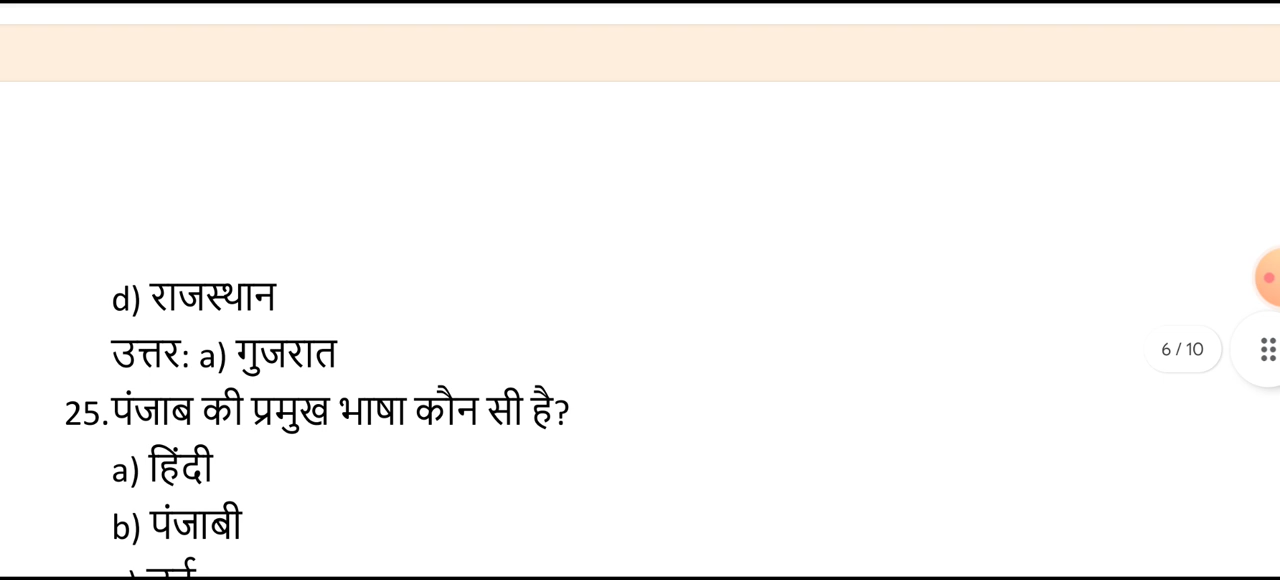 d) राजस्थान
उत्तर: a) गुजरात
6 / 10
25. पंजाब की प्रमुख भाषा कौन सी है?
a) हिंदी
b) पंजाबी